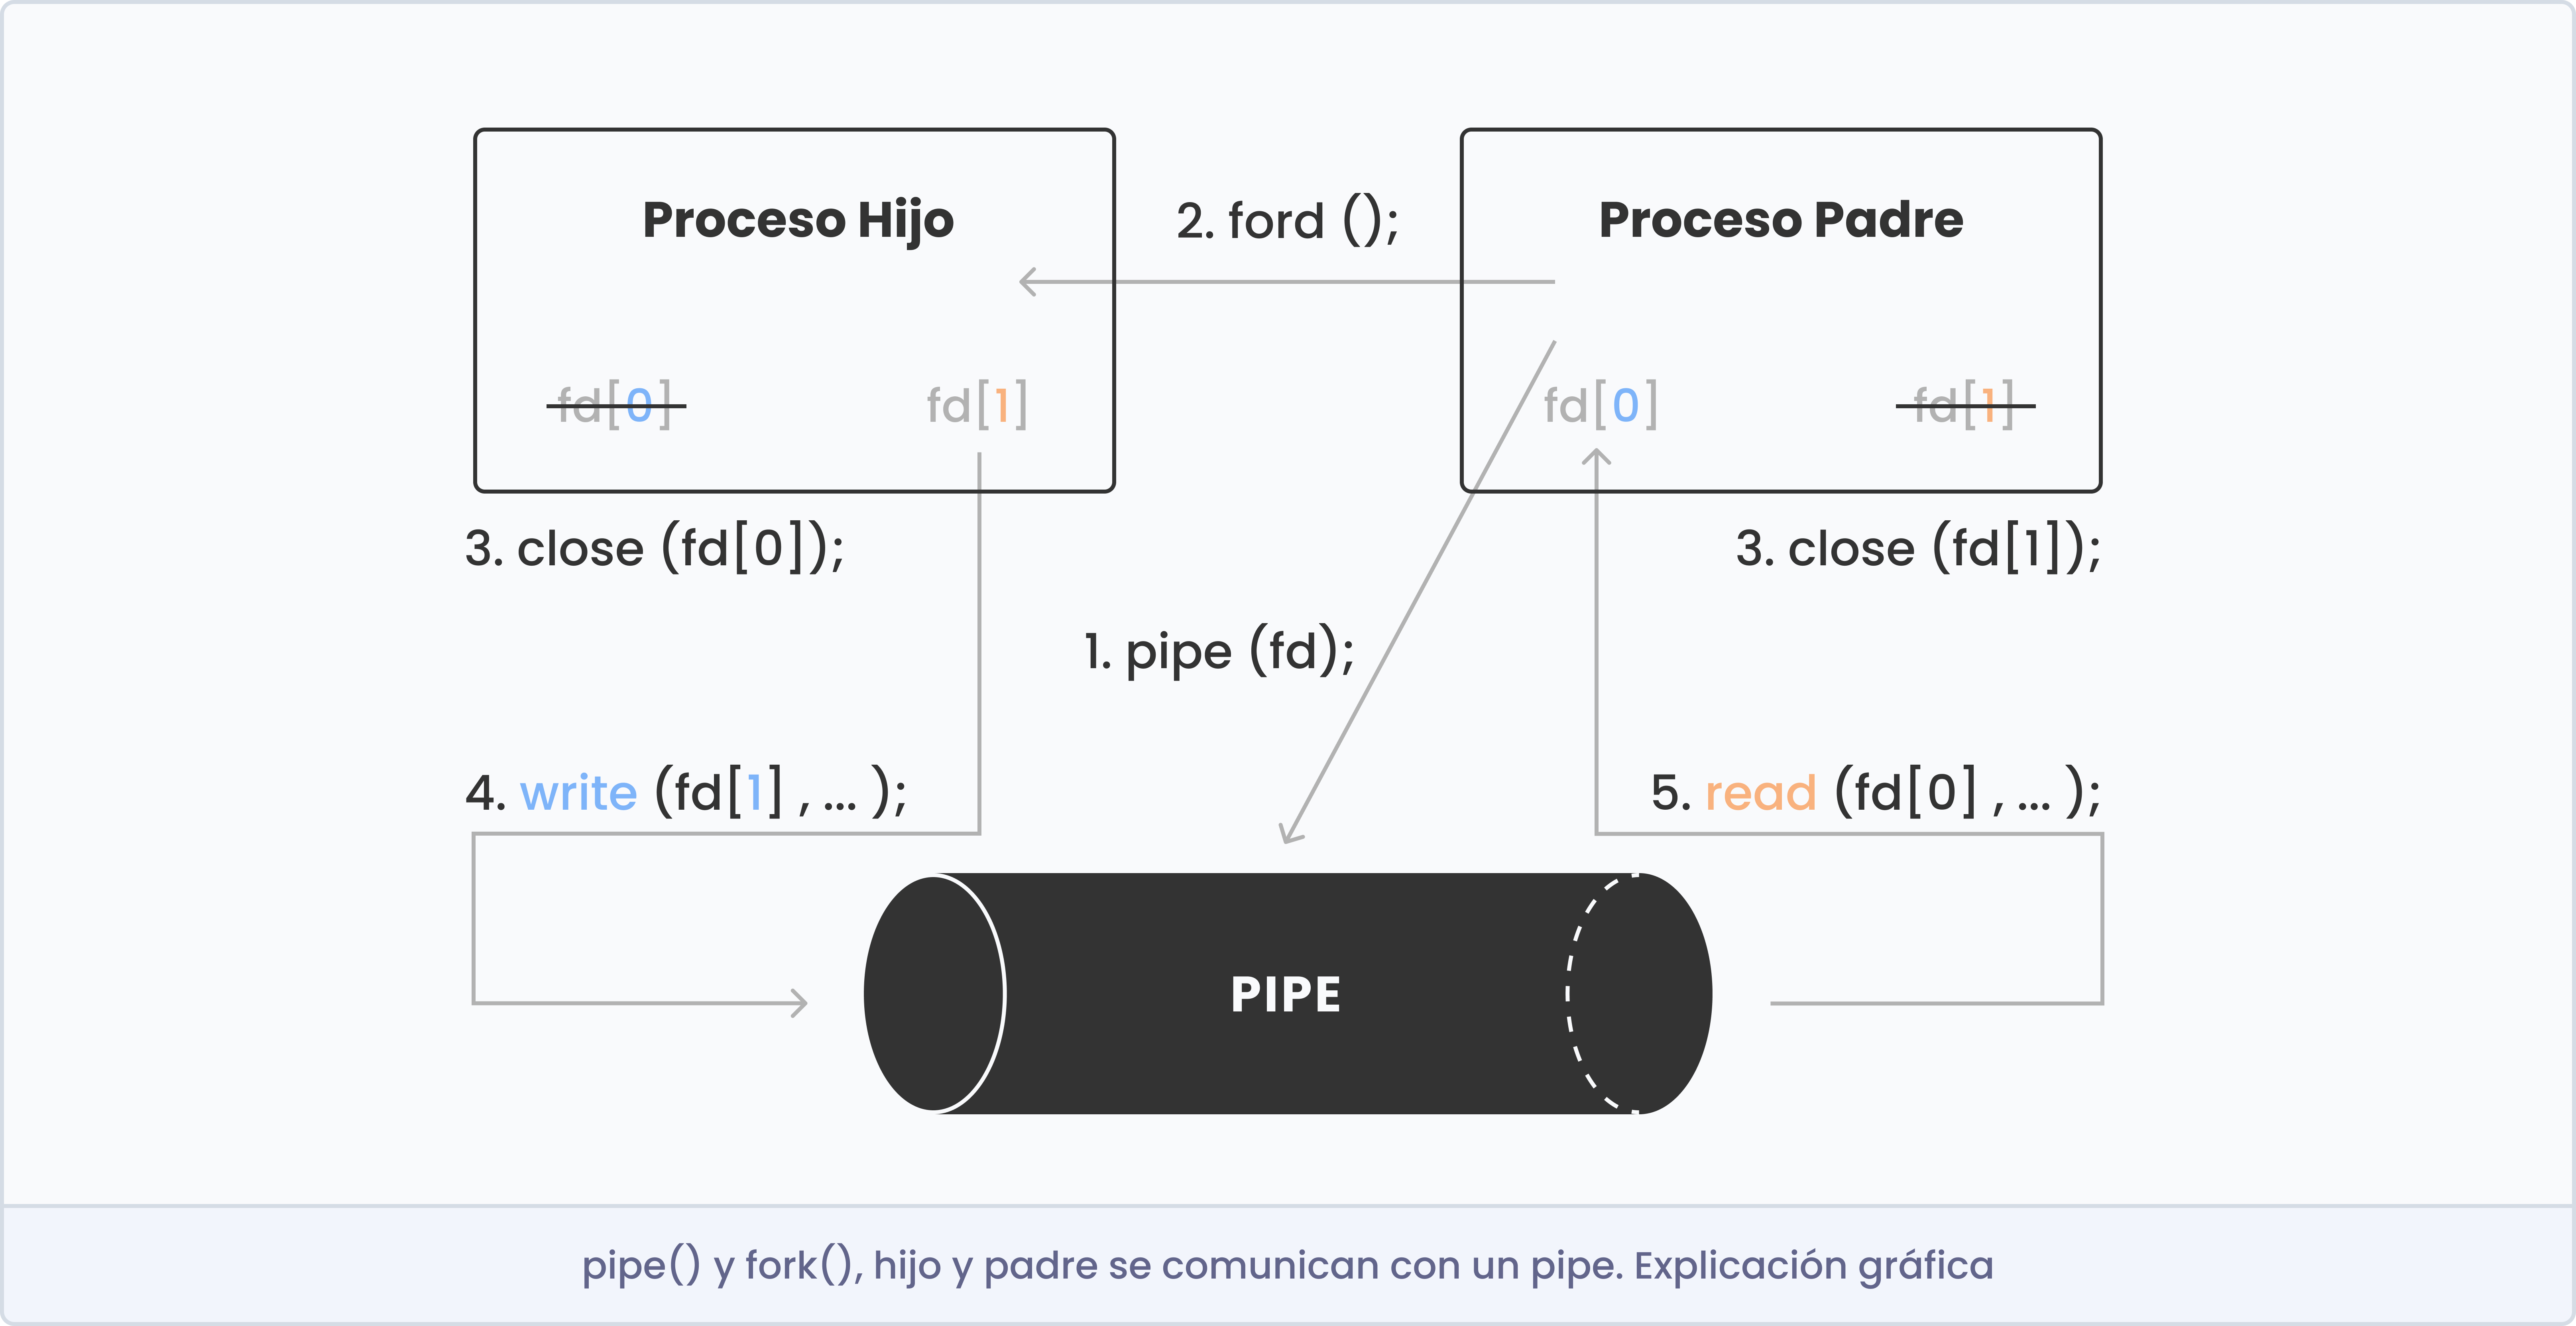 Proceso Hijo
2. ford ();
Proceso Padre
fd[0]
fd[1]
fd[0]
fd[1]
3. close (fd[0]);
3. close (fd[1]);
1. pipe (fd);
4. write (fd[1] , ... );
5. read (fd[0] , ... );
PIPE
pipe() y fork(), hijo y padre se comunican con un pipe. Explicación gráfica